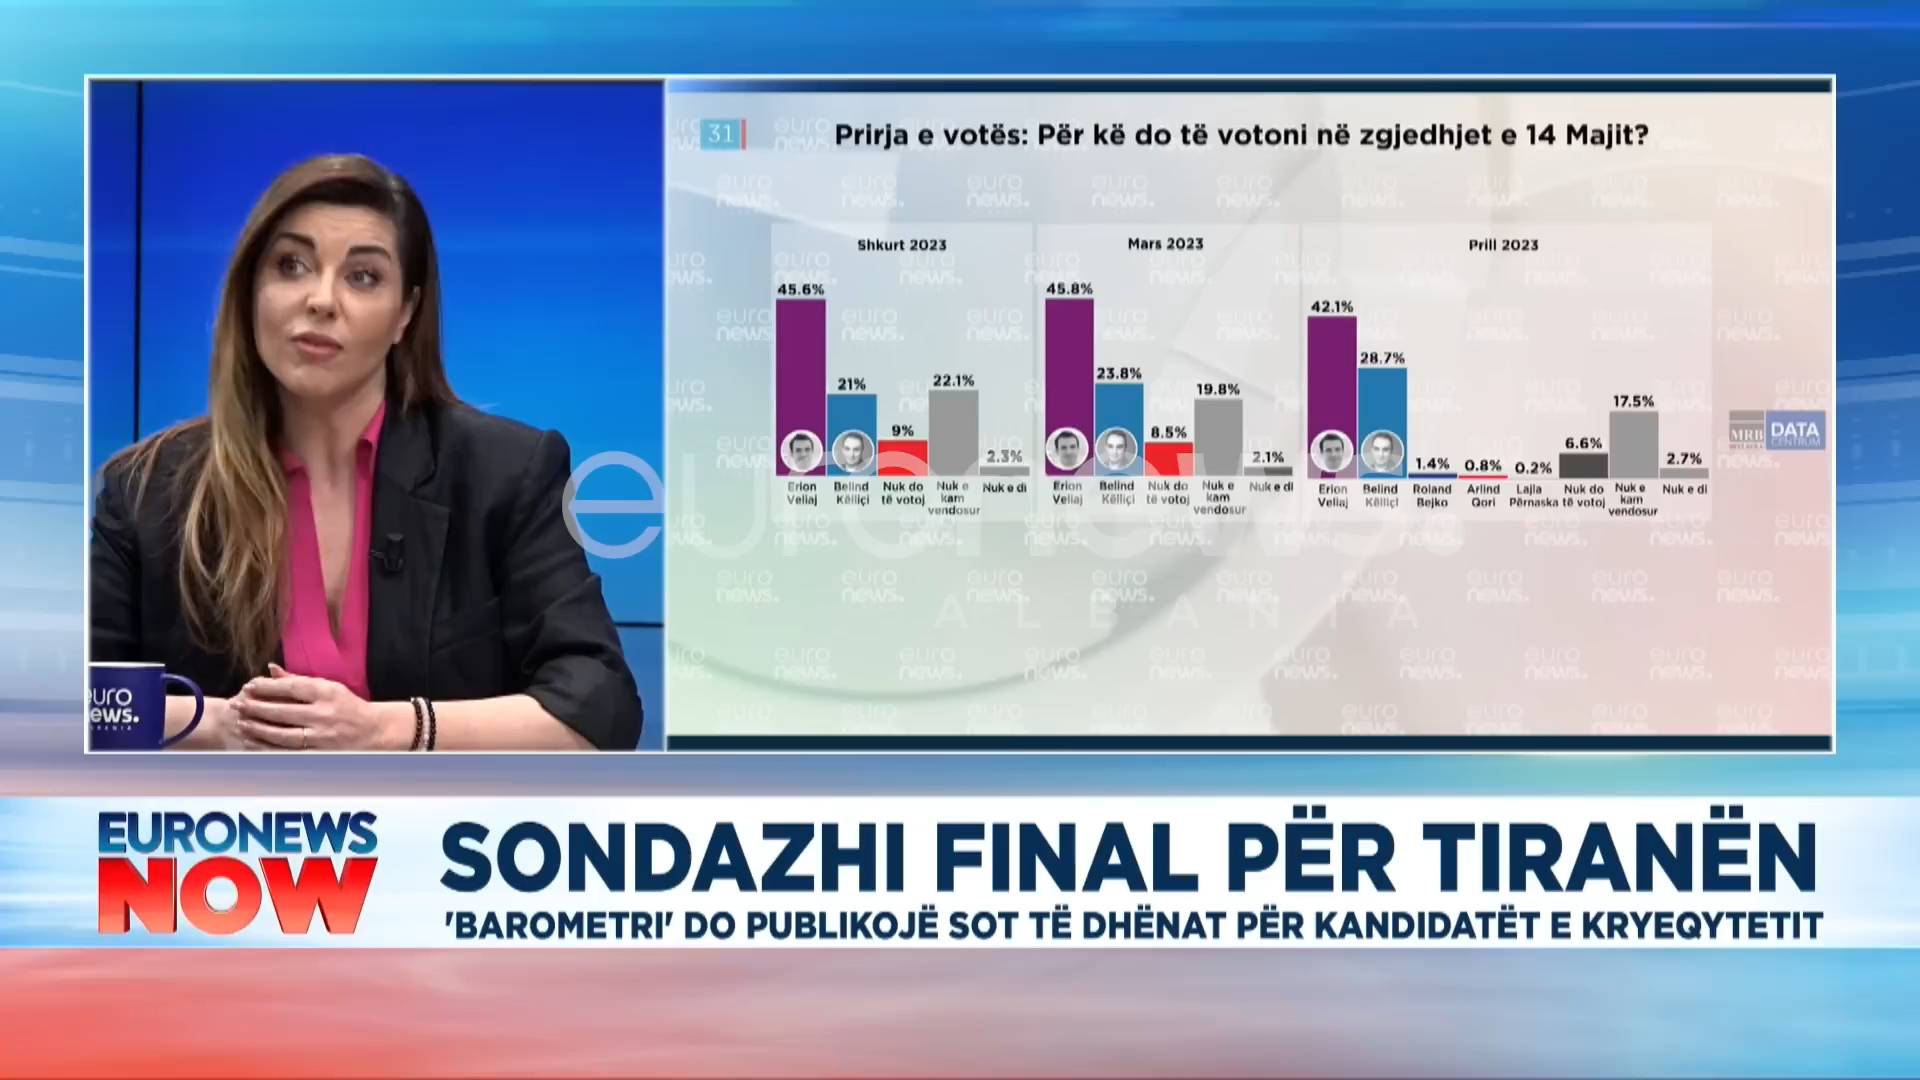 31
Prirja e votës: Për kë do të votoni në zgjedhjet e 14 Majit?
Shkurt 2023
45.6%
21%
9%
22.1%
2.3%
Erion Veliaj
Belind Këlliçi
Nuk do të votoj
Nuk e kam vendosur
Nuk e di
Mars 2023
45.8%
23.8%
8.5%
19.8%
2.1%
Erion Veliaj
Belind Këlliçi
Nuk do të votoj
Nuk e kam vendosur
Nuk e di
Prill 2023
42.1%
28.7%
1.4%
0.8%
0.2%
6.6%
17.5%
2.7%
Erion Veliaj
Belind Këlliçi
Roland Bejko
Arlind Qori
Lajla Përnaska
Nuk do të votoj
Nuk e kam vendosur
Nuk e di
MRB
DATA
CENTRUM
euronews.
ALBANIA
euro
news.
EURONEWS
NOW
SONDAZHI FINAL PËR TIRANËN
'BAROMETRI' DO PUBLIKOJË SOT TË DHËNAT PËR KANDIDATËT E KRYEQYTETIT